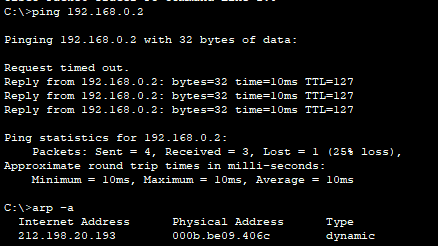 C:\>ping 192.168.0.2
Pinging 192.168.0.2 with 32 bytes of data:
Request timed out.
Reply from 192.168.0.2: bytes=32 time=10ms TTL=127
Reply from 192.168.0.2: bytes=32 time=10ms TTL=127
Reply from 192.168.0.2: bytes=32 time=10ms TTL=127
Ping statistics for 192.168.0.2:
Packets: Sent = 4, Received = 3, Lost = 1 (25% loss),
Approximate round trip times in milli-seconds:
Minimum = 10ms, Maximum = 10ms, Average = 10ms
C:\>arp -a
Internet Address Physical Address Type
212.198.20.193 000b.be09.406c dynamic